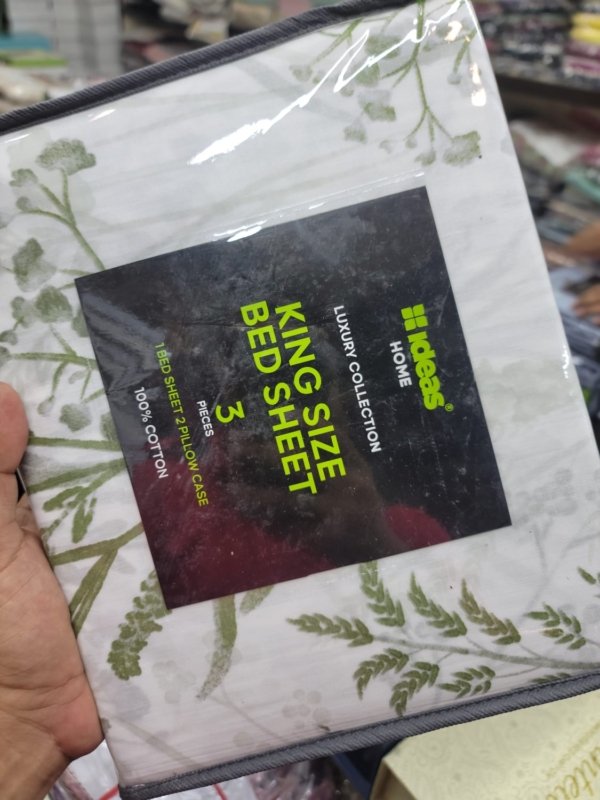 ideas®
HOME
LUXURY COLLECTION
KING SIZE
BED SHEET
3
PIECES
1 BED SHEET 2 PILLOW CASE
100% COTTON